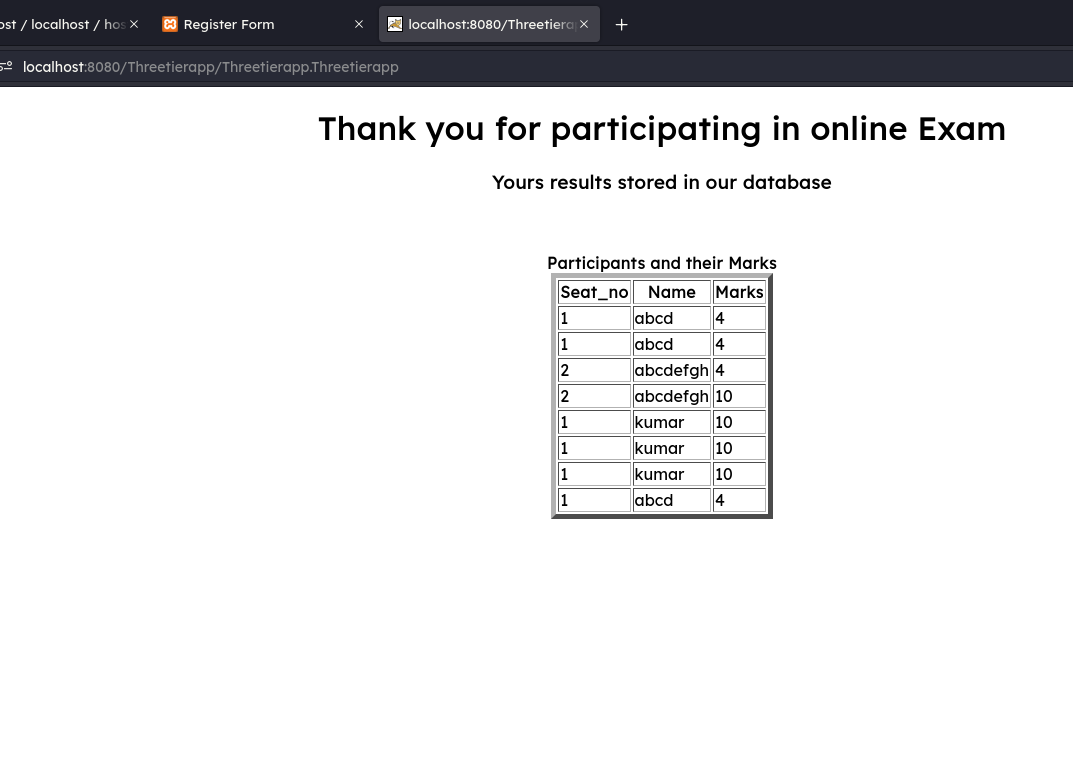 ost / localhost / hos
Register Form
localhost:8080/Threetierap
localhost:8080/Threetierapp/Threetierapp.Threetierapp
Thank you for participating in online Exam
Yours results stored in our database
Participants and their Marks
Seat_no Name Marks
1 abcd 4
1 abcd 4
2 abcdefgh 4
2 abcdefgh 10
1 kumar 10
1 kumar 10
1 kumar 10
1 abcd 4